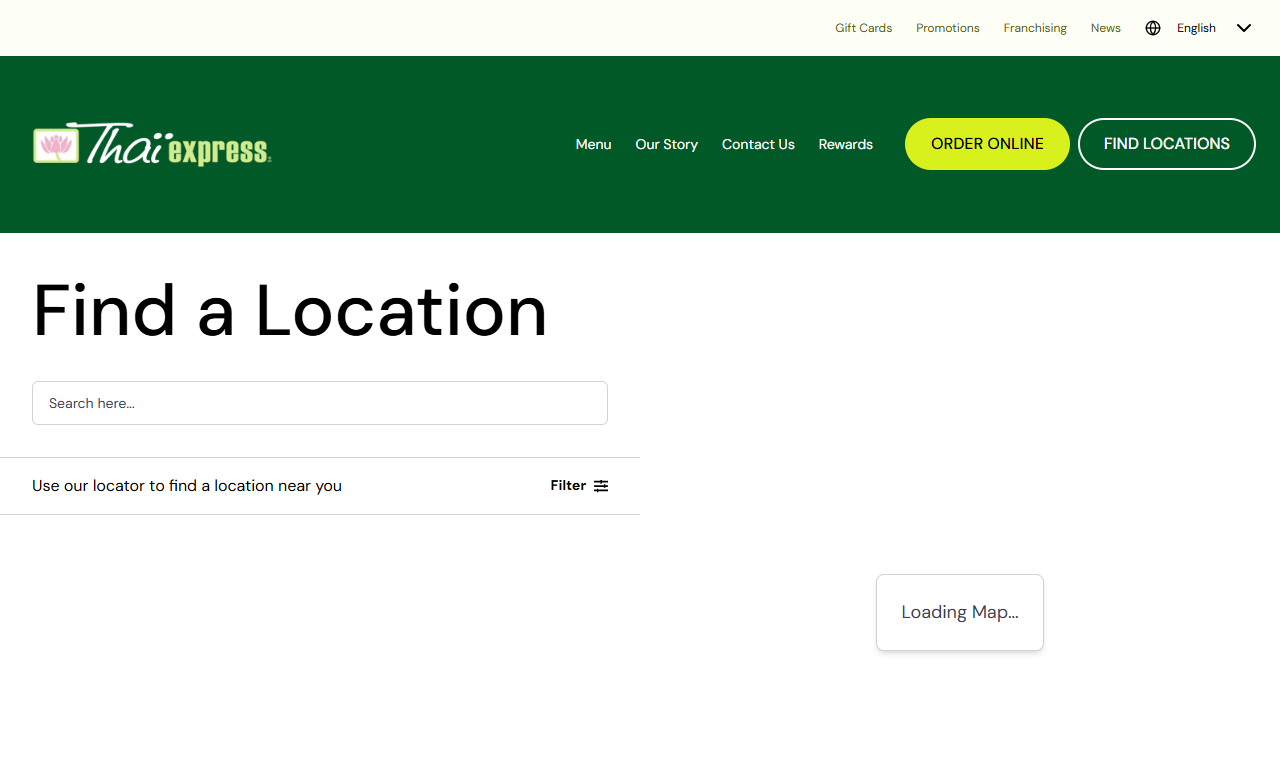 Gift Cards Promotions Franchising News English
Thaï express
Menu Our Story Contact Us Rewards ORDER ONLINE FIND LOCATIONS
Find a Location
Search here...
Use our locator to find a location near you Filter
Loading Map...